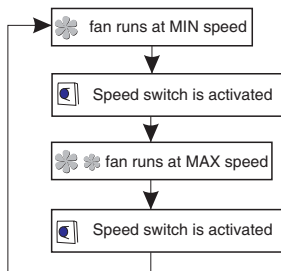 fan runs at MIN speed
Speed switch is activated
fan runs at MAX speed
Speed switch is activated